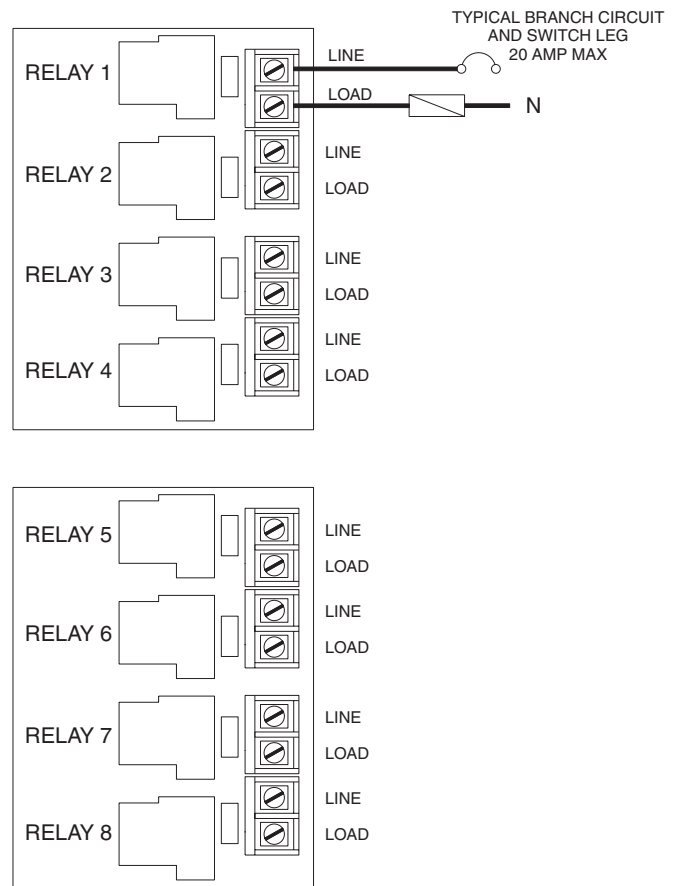 TYPICAL BRANCH CIRCUIT
AND SWITCH LEG
20 AMP MAX
RELAY 1
LINE
LOAD
N
RELAY 2
LINE
LOAD
RELAY 3
LINE
LOAD
RELAY 4
LINE
LOAD
RELAY 5
LINE
LOAD
RELAY 6
LINE
LOAD
RELAY 7
LINE
LOAD
RELAY 8
LINE
LOAD